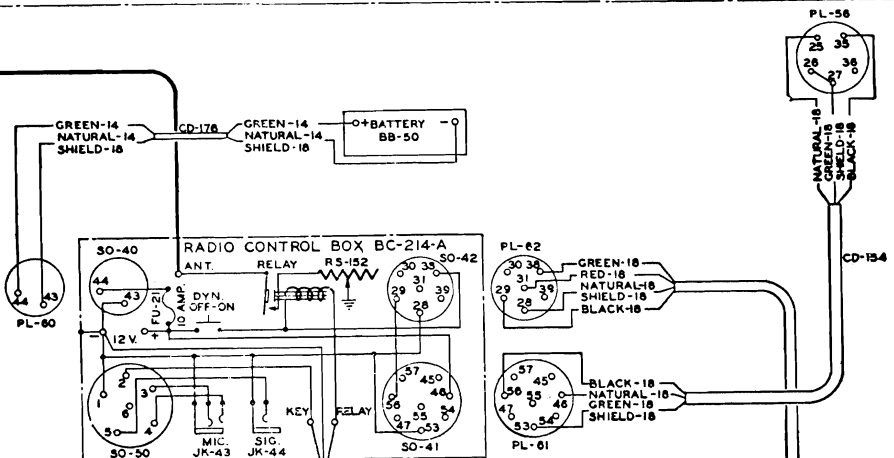 PL-56
25 35
26 36
27
NATURAL-18
GREEN-18
SHIELD-18
BLACK-18
GREEN-14
NATURAL-14
SHIELD-18
CD-176
GREEN-14
NATURAL-14
SHIELD-18
+BATTERY -
BB-50
CD-154
RADIO CONTROL BOX BC-214-A
SO-40
44
43
ANT.
RELAY
RS-152
SO-42
30 35
31
29 39
28
PL-62
30 38
31
29 39
28
GREEN-18
RED-18
NATURAL-18
SHIELD-18
BLACK-18
44 43
PL-60
FU-21
10 AMP.
DYN.
OFF-ON
- 12 V. +
2
1 3
6
5 4
SO-50
MIC.
JK-43
SIG.
JK-44
KEY
RELAY
57 45
56 46
55
47 54
53
SO-41
57 45
56 46
55
47 54
53
PL-61
BLACK-18
NATURAL-18
GREEN-18
SHIELD-18